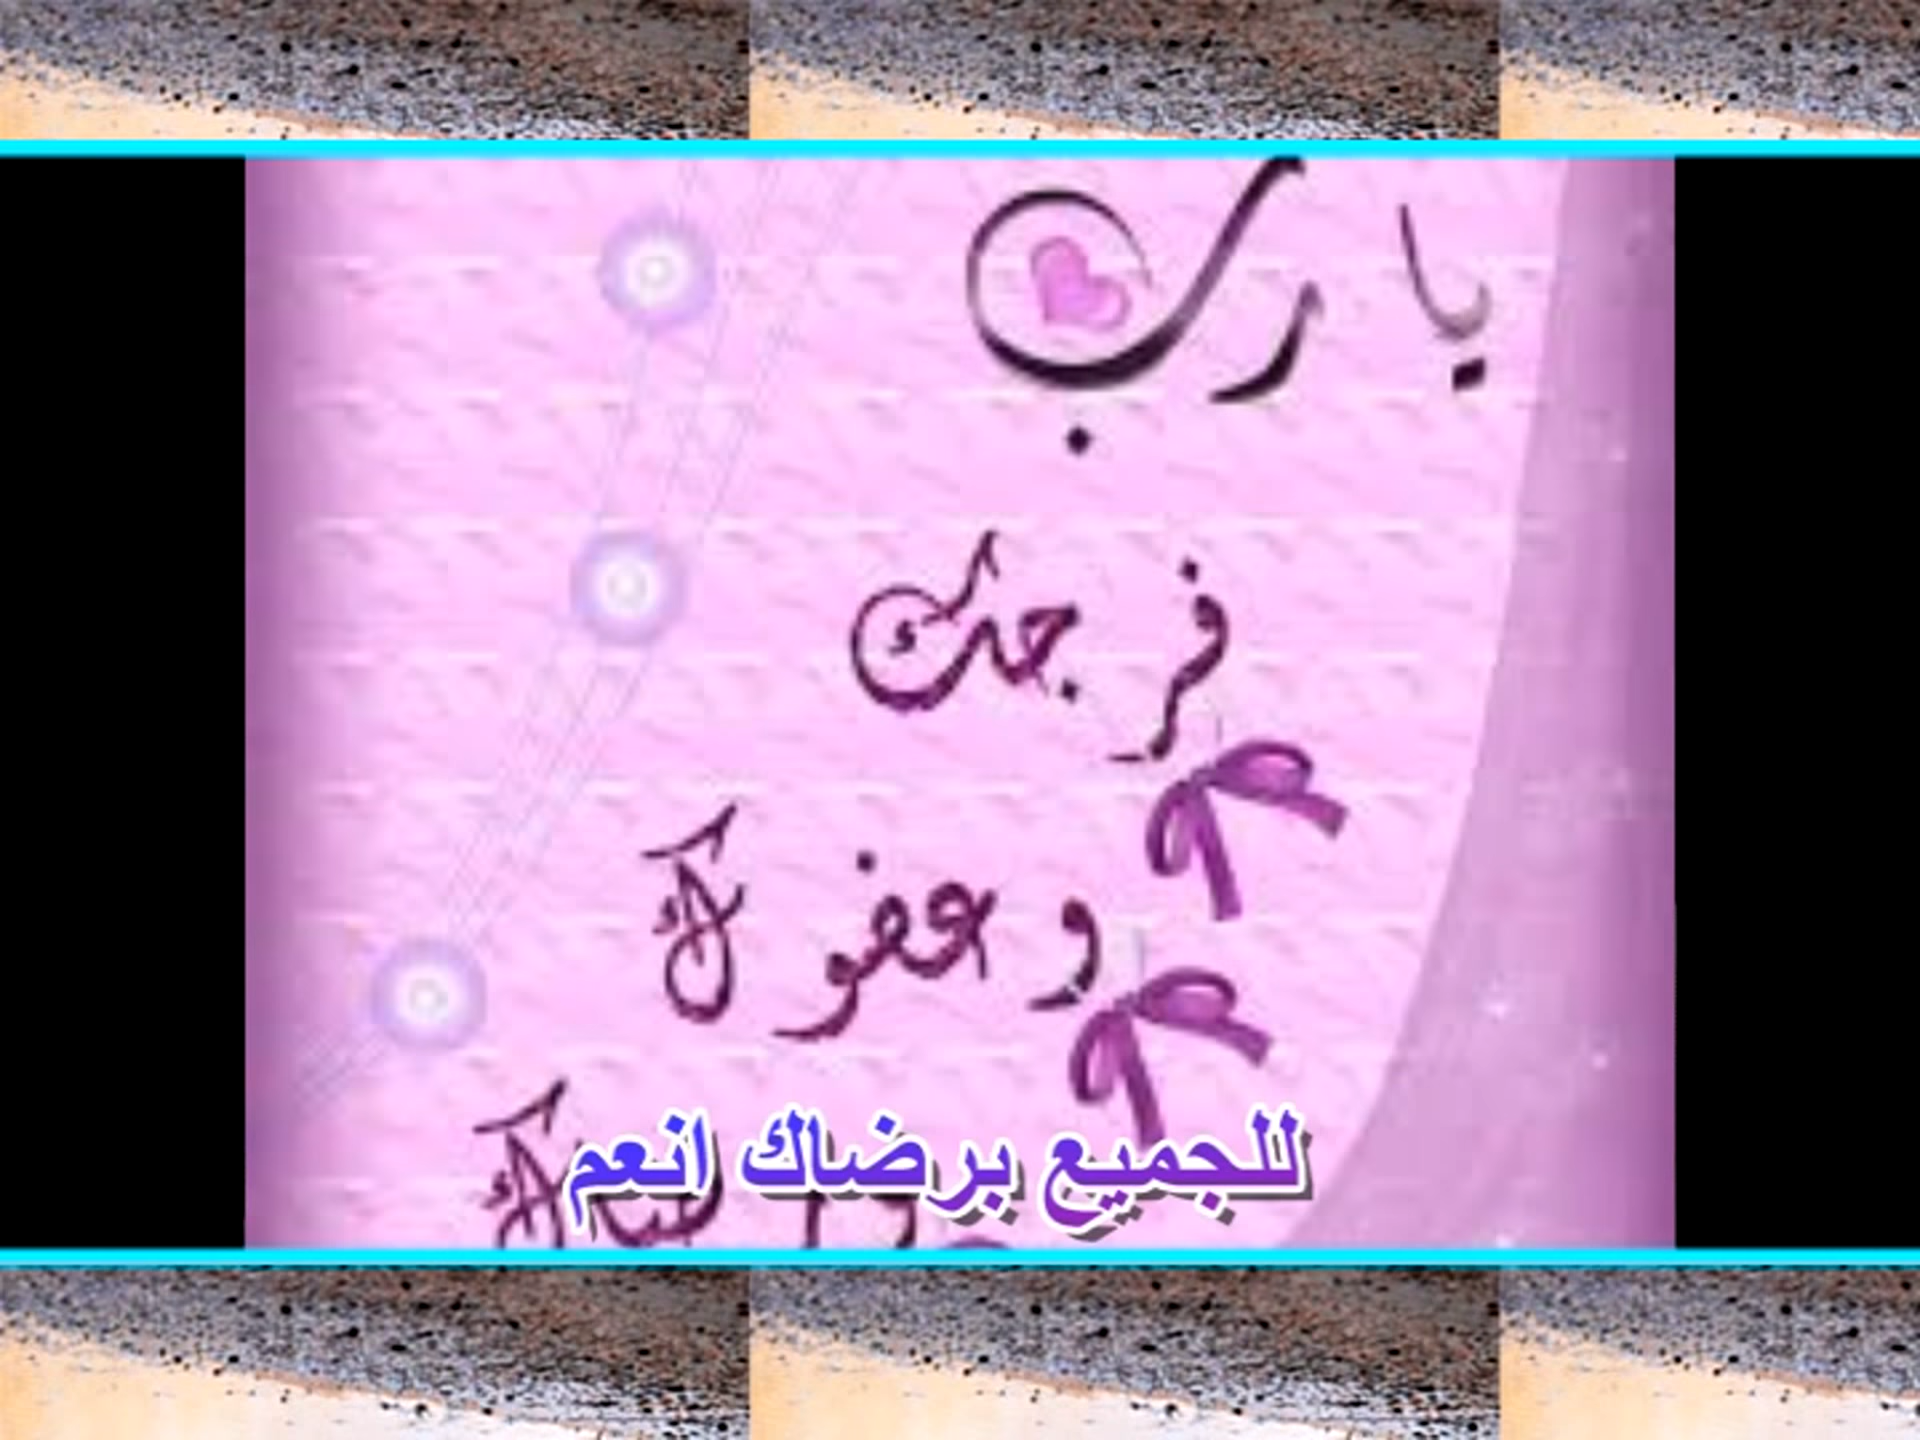 يا رب
فرجك
وعفوك
للجميع برضاك انعم